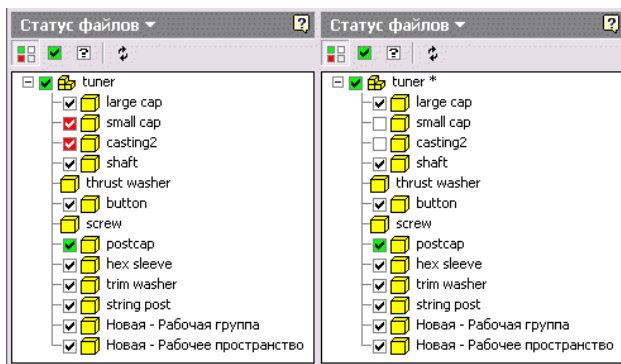 Статус файлов
tuner
large cap
small cap
casting2
shaft
thrust washer
button
screw
postcap
hex sleeve
trim washer
string post
Новая - Рабочая группа
Новая - Рабочее пространство
Статус файлов
tuner *
large cap
small cap
casting2
shaft
thrust washer
button
screw
postcap
hex sleeve
trim washer
string post
Новая - Рабочая группа
Новая - Рабочее пространство